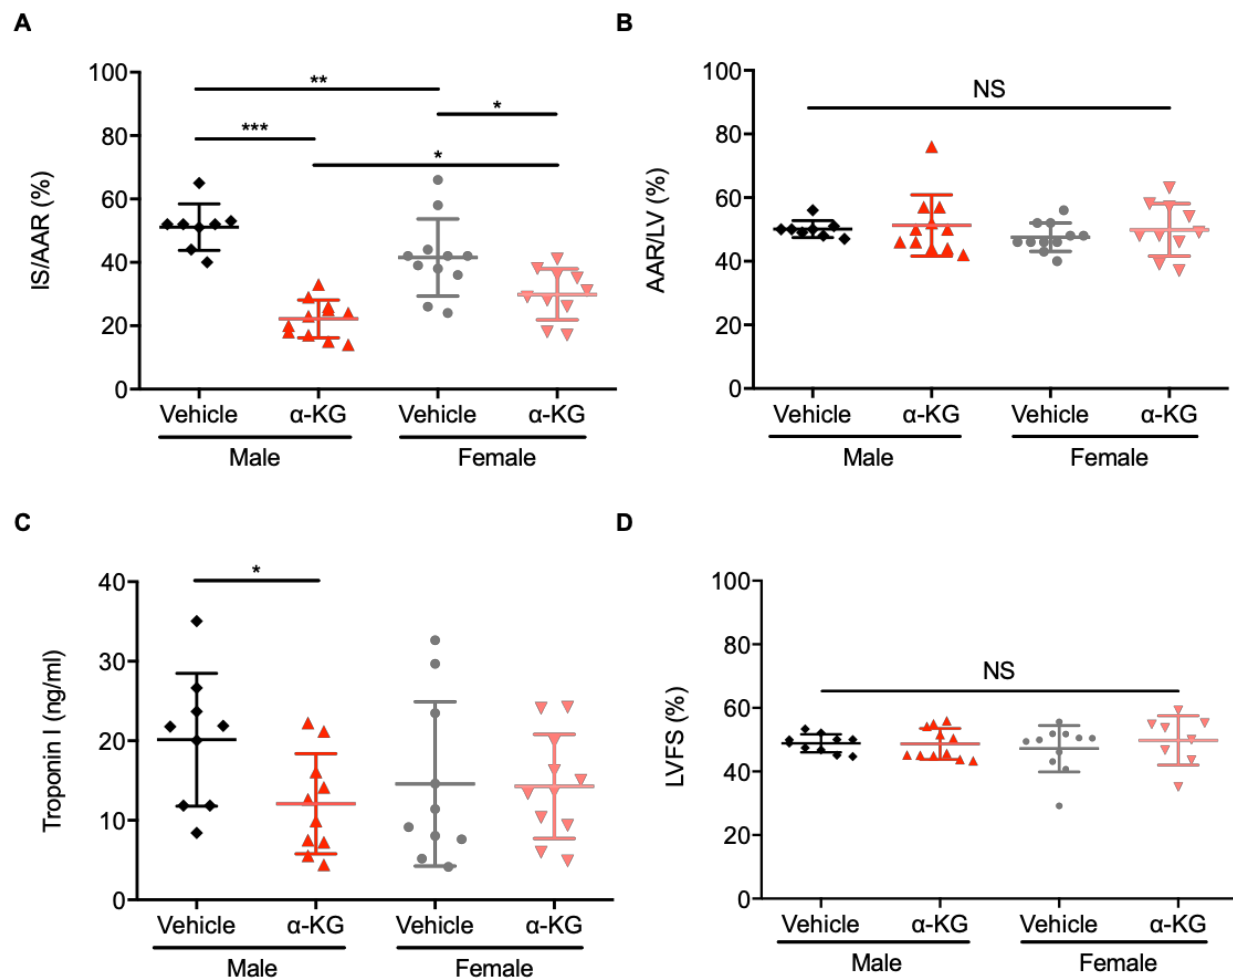 A
IS/AAR (%)
100
80
60
40
20
0
**
*
***
*
Vehicle α-KG Vehicle α-KG
Male Female
B
AAR/LV (%)
100
80
60
40
20
0
NS
Vehicle α-KG Vehicle α-KG
Male Female
C
Troponin I (ng/ml)
40
30
20
10
0
*
Vehicle α-KG Vehicle α-KG
Male Female
D
LVFS (%)
100
80
60
40
20
0
NS
Vehicle α-KG Vehicle α-KG
Male Female